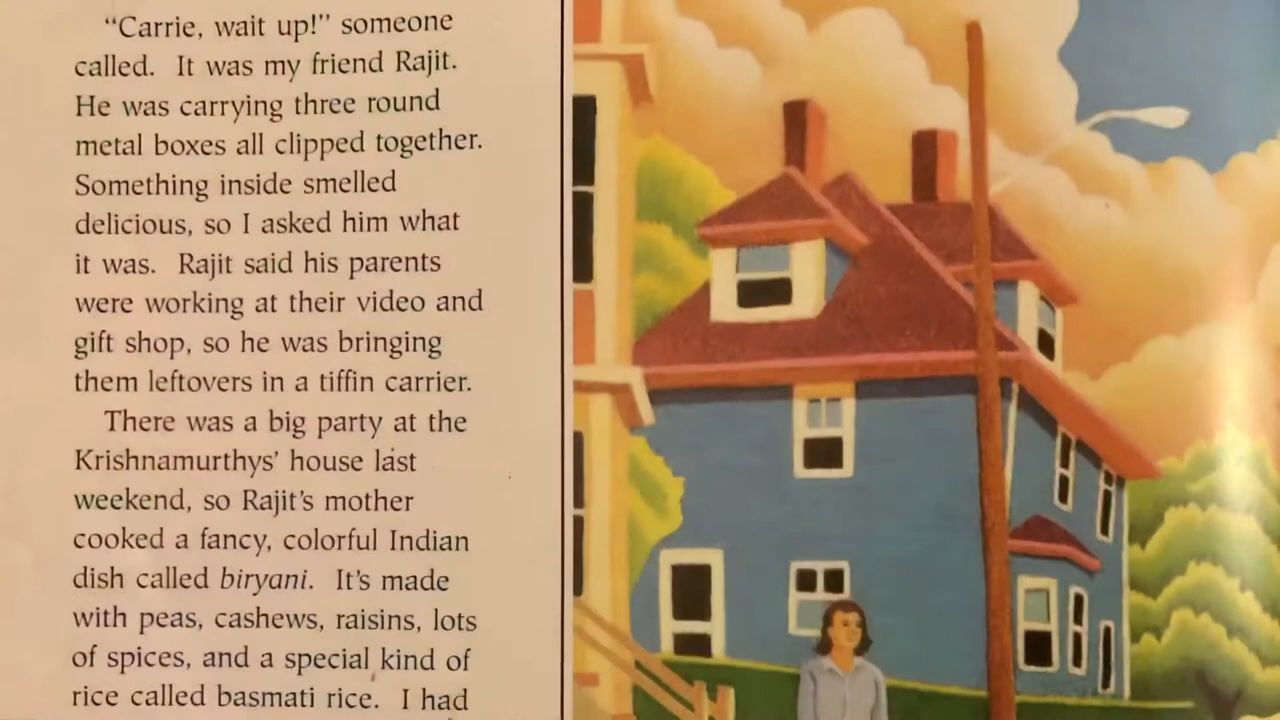 “Carrie, wait up!” someone
called. It was my friend Rajit.
He was carrying three round
metal boxes all clipped together.
Something inside smelled
delicious, so I asked him what
it was. Rajit said his parents
were working at their video and
gift shop, so he was bringing
them leftovers in a tiffin carrier.
There was a big party at the
Krishnamurthys’ house last
weekend, so Rajit’s mother
cooked a fancy, colorful Indian
dish called biryani. It’s made
with peas, cashews, raisins, lots
of spices, and a special kind of
rice called basmati rice. I had